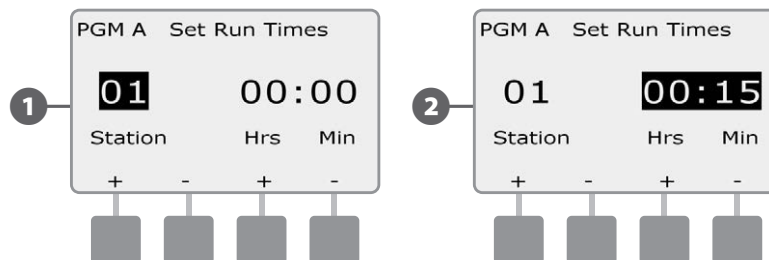 PGM A Set Run Times
1
01 00:00
Station Hrs Min
+ - + -
PGM A Set Run Times
2
01 00:15
Station Hrs Min
+ - + -